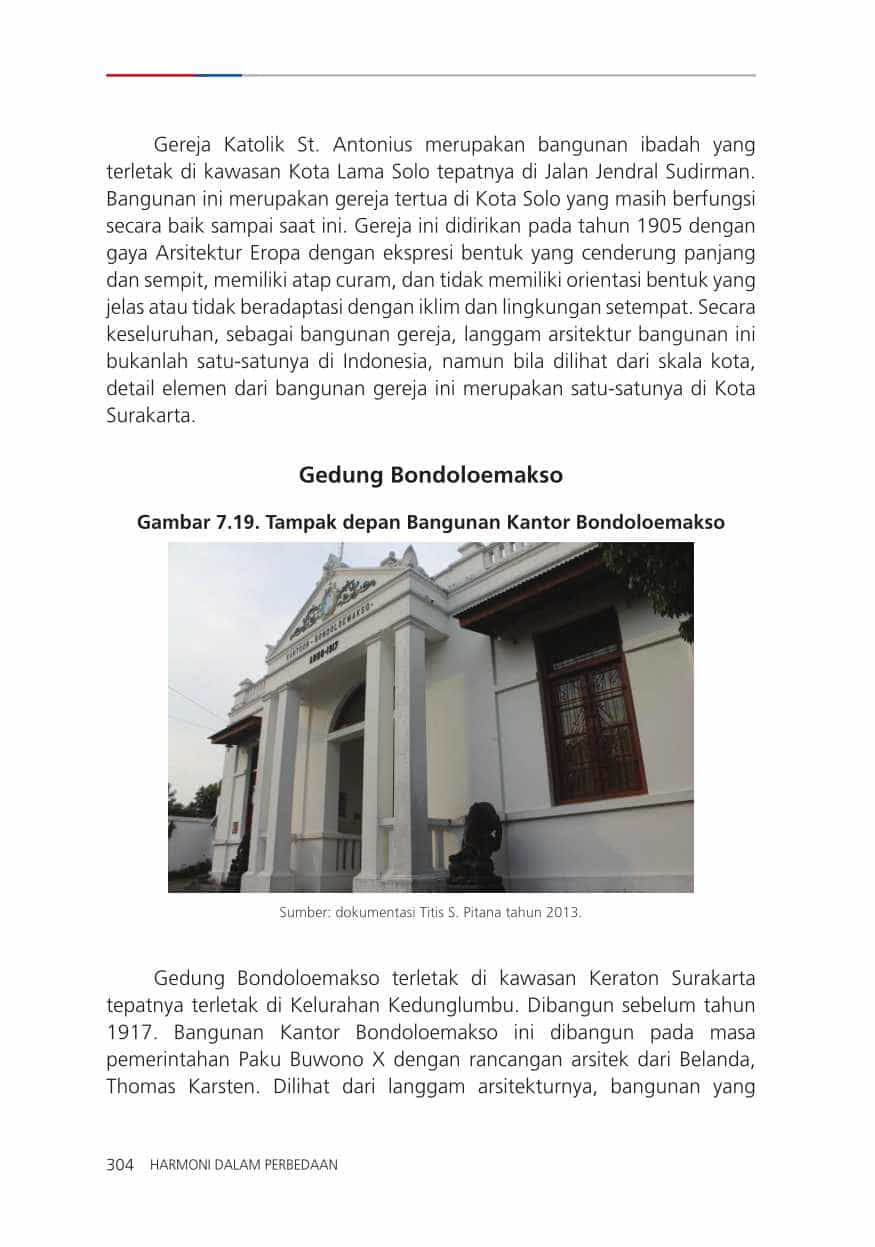 Gereja Katolik St. Antonius merupakan bangunan ibadah yang
terletak di kawasan Kota Lama Solo tepatnya di Jalan Jendral Sudirman.
Bangunan ini merupakan gereja tertua di Kota Solo yang masih berfungsi
secara baik sampai saat ini. Gereja ini didirikan pada tahun 1905 dengan
gaya Arsitektur Eropa dengan ekspresi bentuk yang cenderung panjang
dan sempit, memiliki atap curam, dan tidak memiliki orientasi bentuk yang
jelas atau tidak beradaptasi dengan iklim dan lingkungan setempat. Secara
keseluruhan, sebagai bangunan gereja, langgam arsitektur bangunan ini
bukanlah satu-satunya di Indonesia, namun bila dilihat dari skala kota,
detail elemen dari bangunan gereja ini merupakan satu-satunya di Kota
Surakarta.
Gedung Bondoloemakso
Gambar 7.19. Tampak depan Bangunan Kantor Bondoloemakso
KANTOOR-BONDOLOEMAKSO-
ANNO-1917
Sumber: dokumentasi Titis S. Pitana tahun 2013.
Gedung Bondoloemakso terletak di kawasan Keraton Surakarta
tepatnya terletak di Kelurahan Kedunglumbu. Dibangun sebelum tahun
1917. Bangunan Kantor Bondoloemakso ini dibangun pada masa
pemerintahan Paku Buwono X dengan rancangan arsitek dari Belanda,
Thomas Karsten. Dilihat dari langgam arsitekturnya, bangunan yang
304 HARMONI DALAM PERBEDAAN